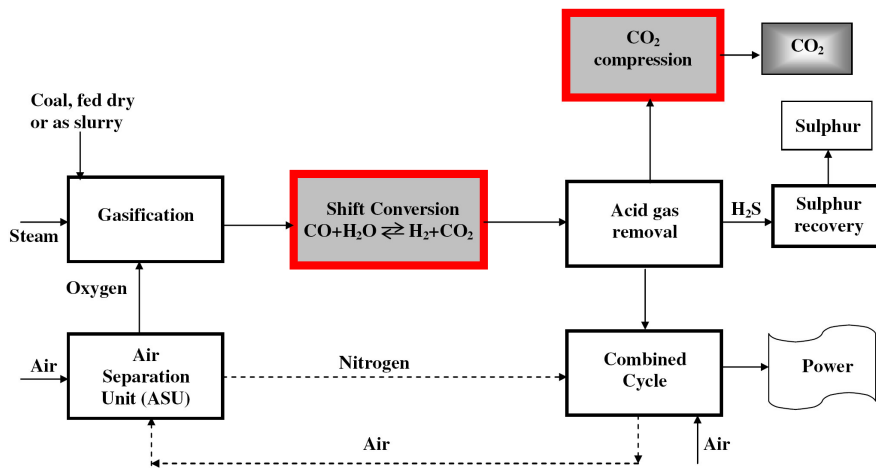 CO₂
compression
CO₂
Coal, fed dry
or as slurry
Sulphur
Gasification
Steam
Shift Conversion
CO+H₂O ⇌ H₂+CO₂
Acid gas
removal
H₂S
Sulphur
recovery
Oxygen
Air
Air
Separation
Unit (ASU)
Nitrogen
Combined
Cycle
Power
Air
Air